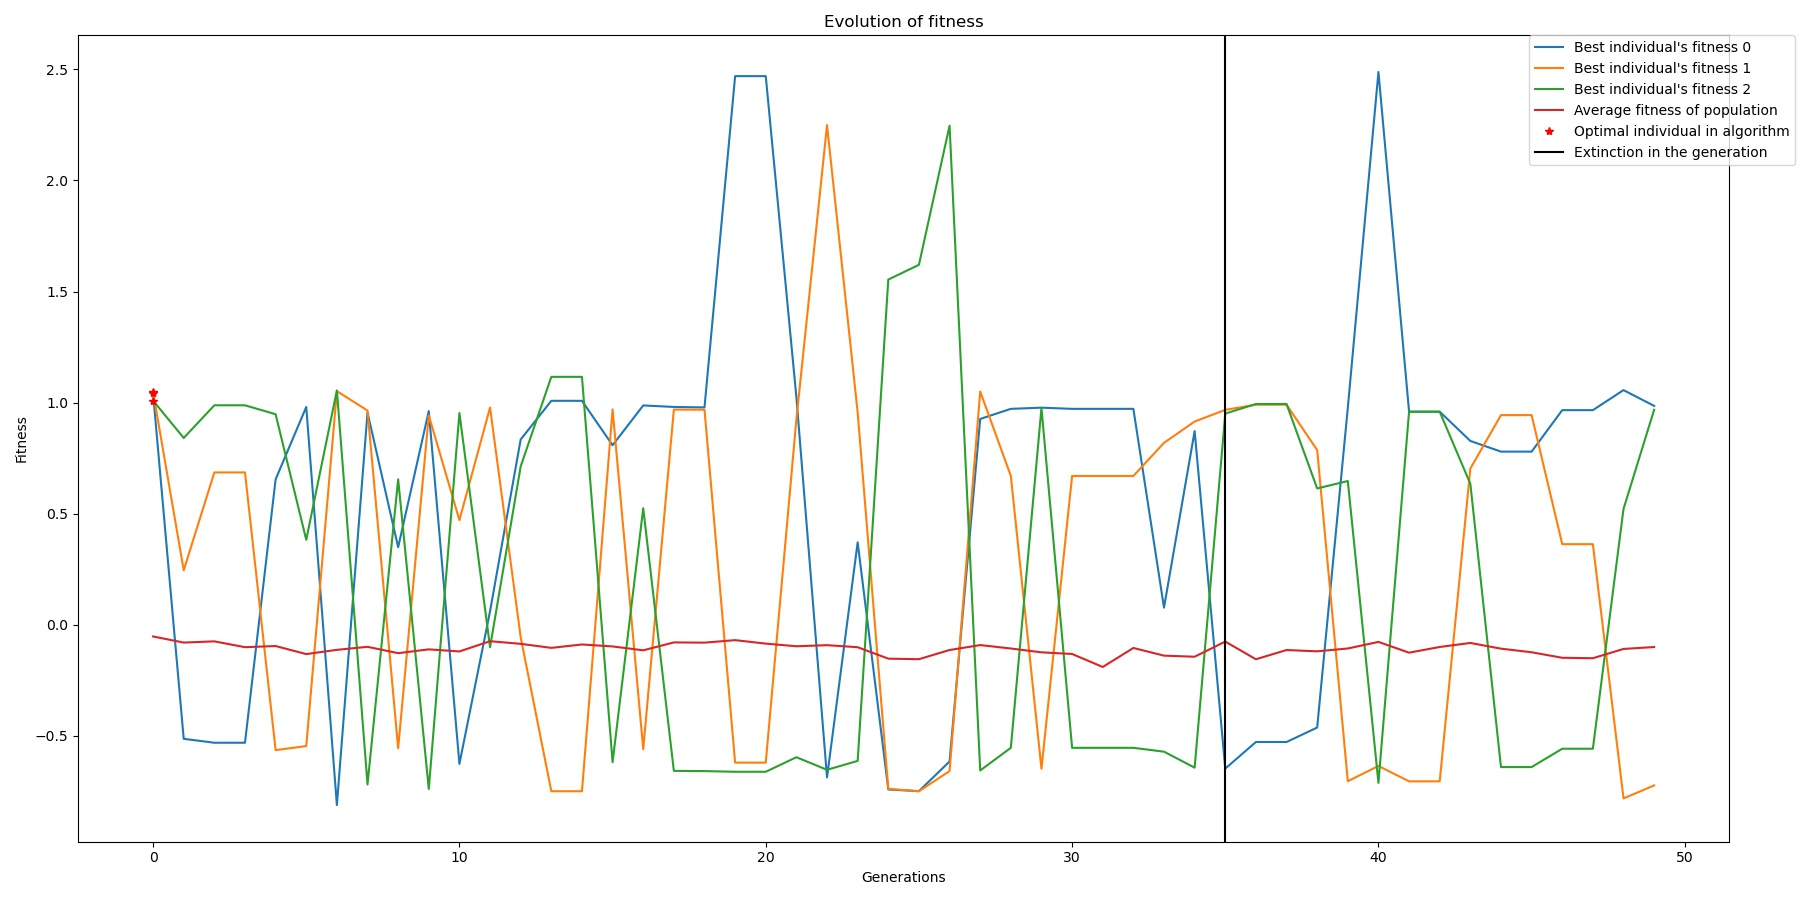 Evolution of fitness
Best individual's fitness 0
Best individual's fitness 1
Best individual's fitness 2
Average fitness of population
Optimal individual in algorithm
Extinction in the generation
Fitness
2.5
2.0
1.5
1.0
0.5
0.0
−0.5
0 10 20 30 40 50
Generations